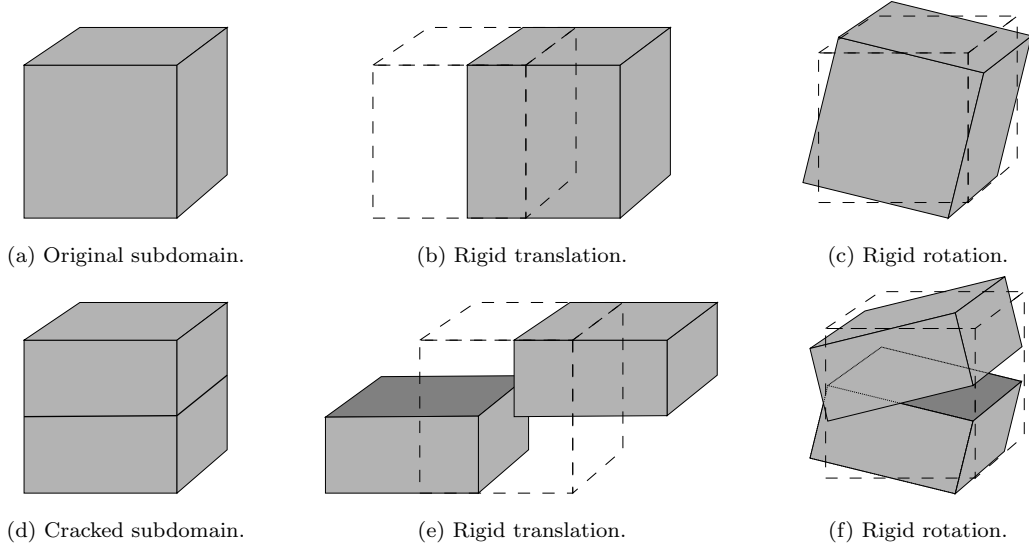 (a) Original subdomain.
(b) Rigid translation.
(c) Rigid rotation.
(d) Cracked subdomain.
(e) Rigid translation.
(f) Rigid rotation.